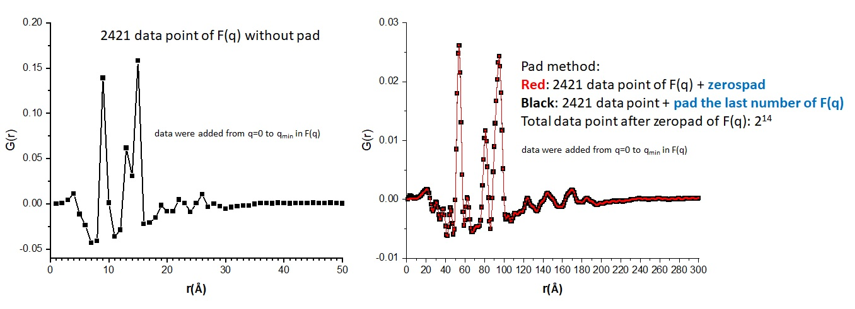 2421 data point of F(q) without pad
data were added from q=0 to qmin in F(q)
G(r)
0.20
0.15
0.10
0.05
0.00
-0.05
0 10 20 30 40 50
r(Å)
Pad method:
Red: 2421 data point of F(q) + zerospad
Black: 2421 data point + pad the last number of F(q)
Total data point after zeropad of F(q): 2^14
data were added from q=0 to qmin in F(q)
G(r)
0.03
0.02
0.01
0.00
-0.01
0 20 40 60 80 100 120 140 160 180 200 220 240 260 280 300
r(Å)